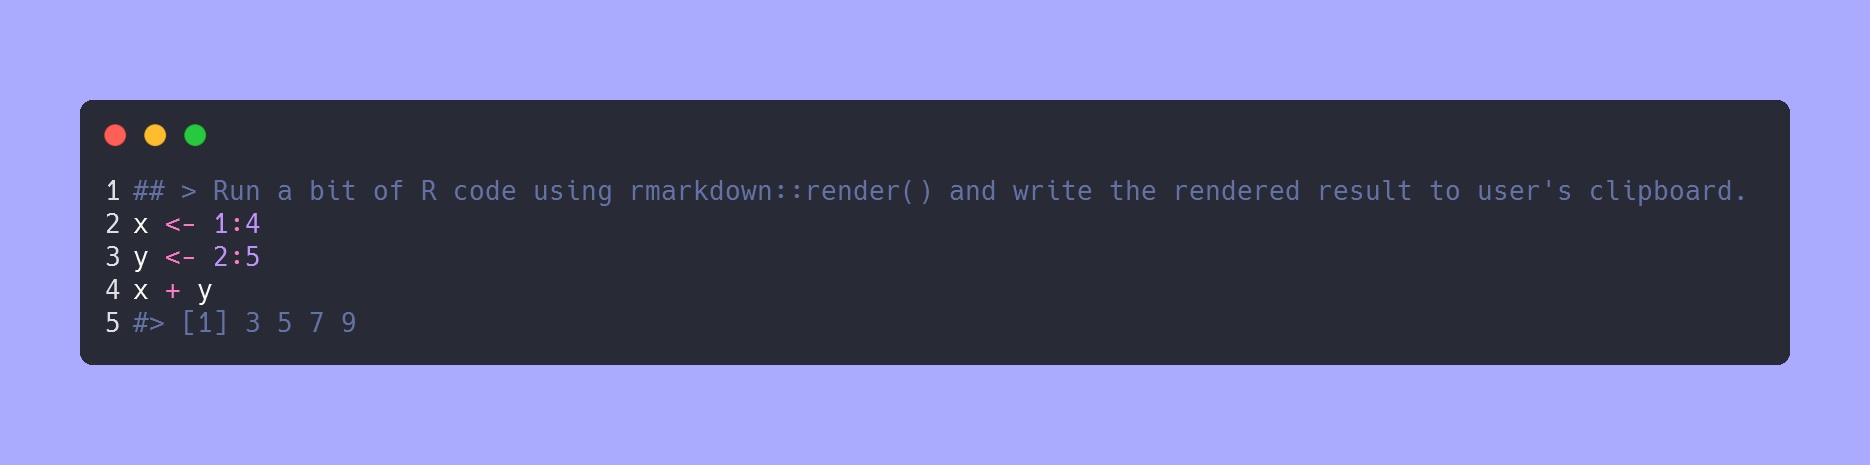 1 ## > Run a bit of R code using rmarkdown::render() and write the rendered result to user's clipboard.
2 x <- 1:4
3 y <- 2:5
4 x + y
5 #> [1] 3 5 7 9